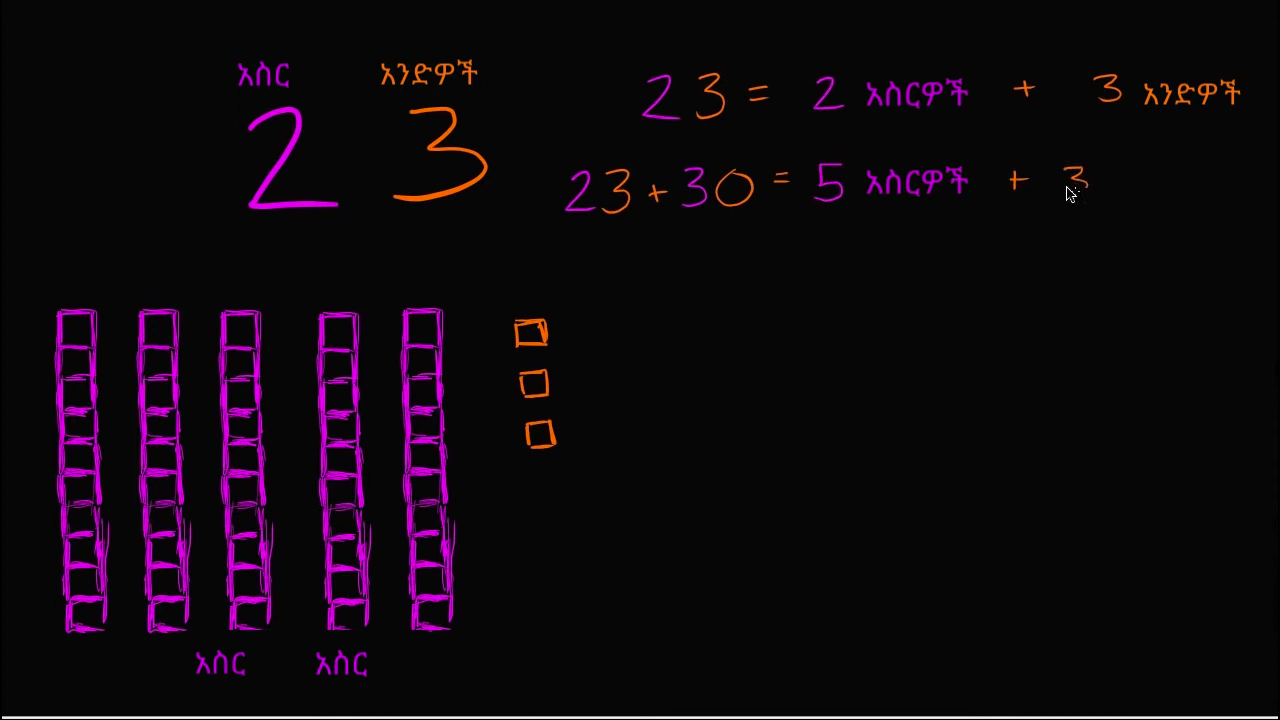 አስር አንድዎች
2 3
23 = 2 አስርዎች + 3 አንድዎች
23 + 30 = 5 አስርዎች + 3
አስር አስር